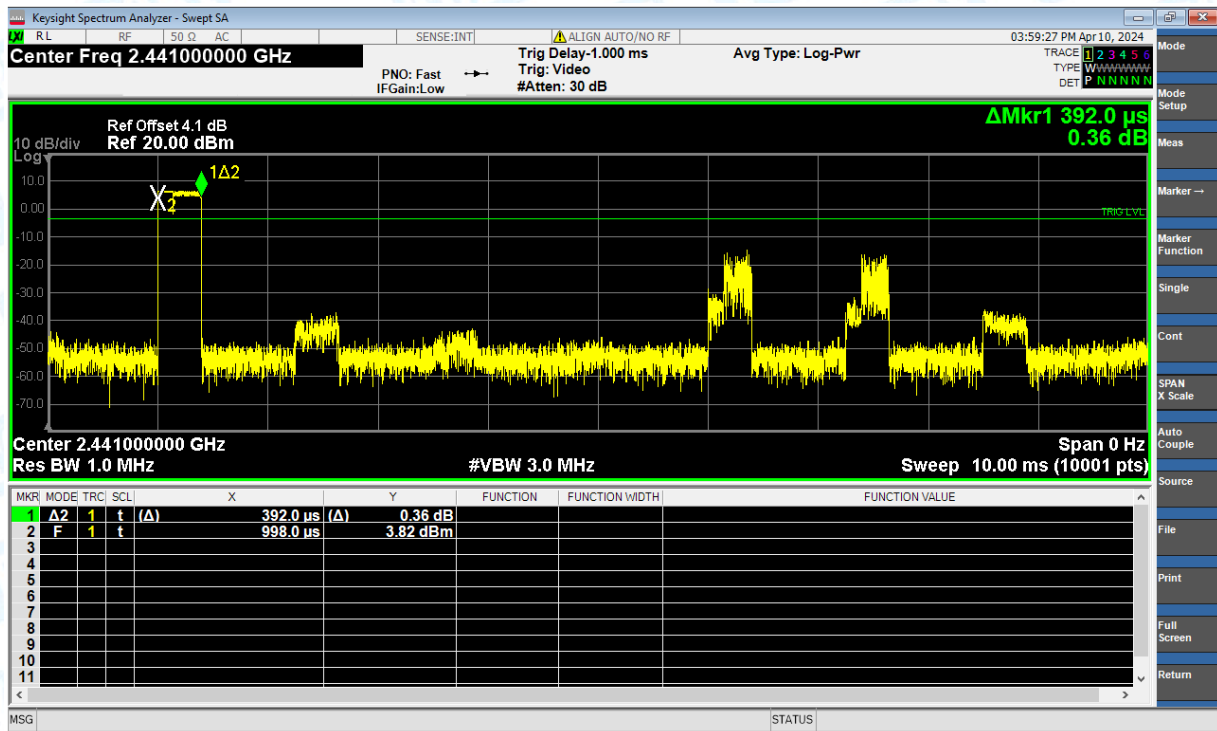 Keysight Spectrum Analyzer - Swept SA
LXI RL RF 50 Ω AC SENSE:INT ALIGN AUTO/NO RF 03:59:27 PM Apr 10, 2024
Center Freq 2.441000000 GHz
PNO: Fast
IFGain:Low
Trig Delay-1.000 ms
Trig: Video
#Atten: 30 dB
Avg Type: Log-Pwr
TRACE 1 2 3 4 5 6
TYPE WWWWWW
DET P N N N N N
ΔMkr1 392.0 µs
0.36 dB
Ref Offset 4.1 dB
10 dB/div Ref 20.00 dBm
Log
10.0
0.00
-10.0
-20.0
-30.0
-40.0
-50.0
-60.0
-70.0
1Δ2
2
TRIG LVL
Center 2.441000000 GHz Span 0 Hz
Res BW 1.0 MHz #VBW 3.0 MHz Sweep 10.00 ms (10001 pts)
MKR MODE TRC SCL X Y FUNCTION FUNCTION WIDTH FUNCTION VALUE
1 Δ2 1 t (Δ) 392.0 µs (Δ) 0.36 dB
2 F 1 t 998.0 µs 3.82 dBm
3
4
5
6
7
8
9
10
11
MSG STATUS
Mode
Mode
Setup
Meas
Marker→
Marker
Function
Single
Cont
SPAN
X Scale
Auto
Couple
Source
File
Print
Full
Screen
Return